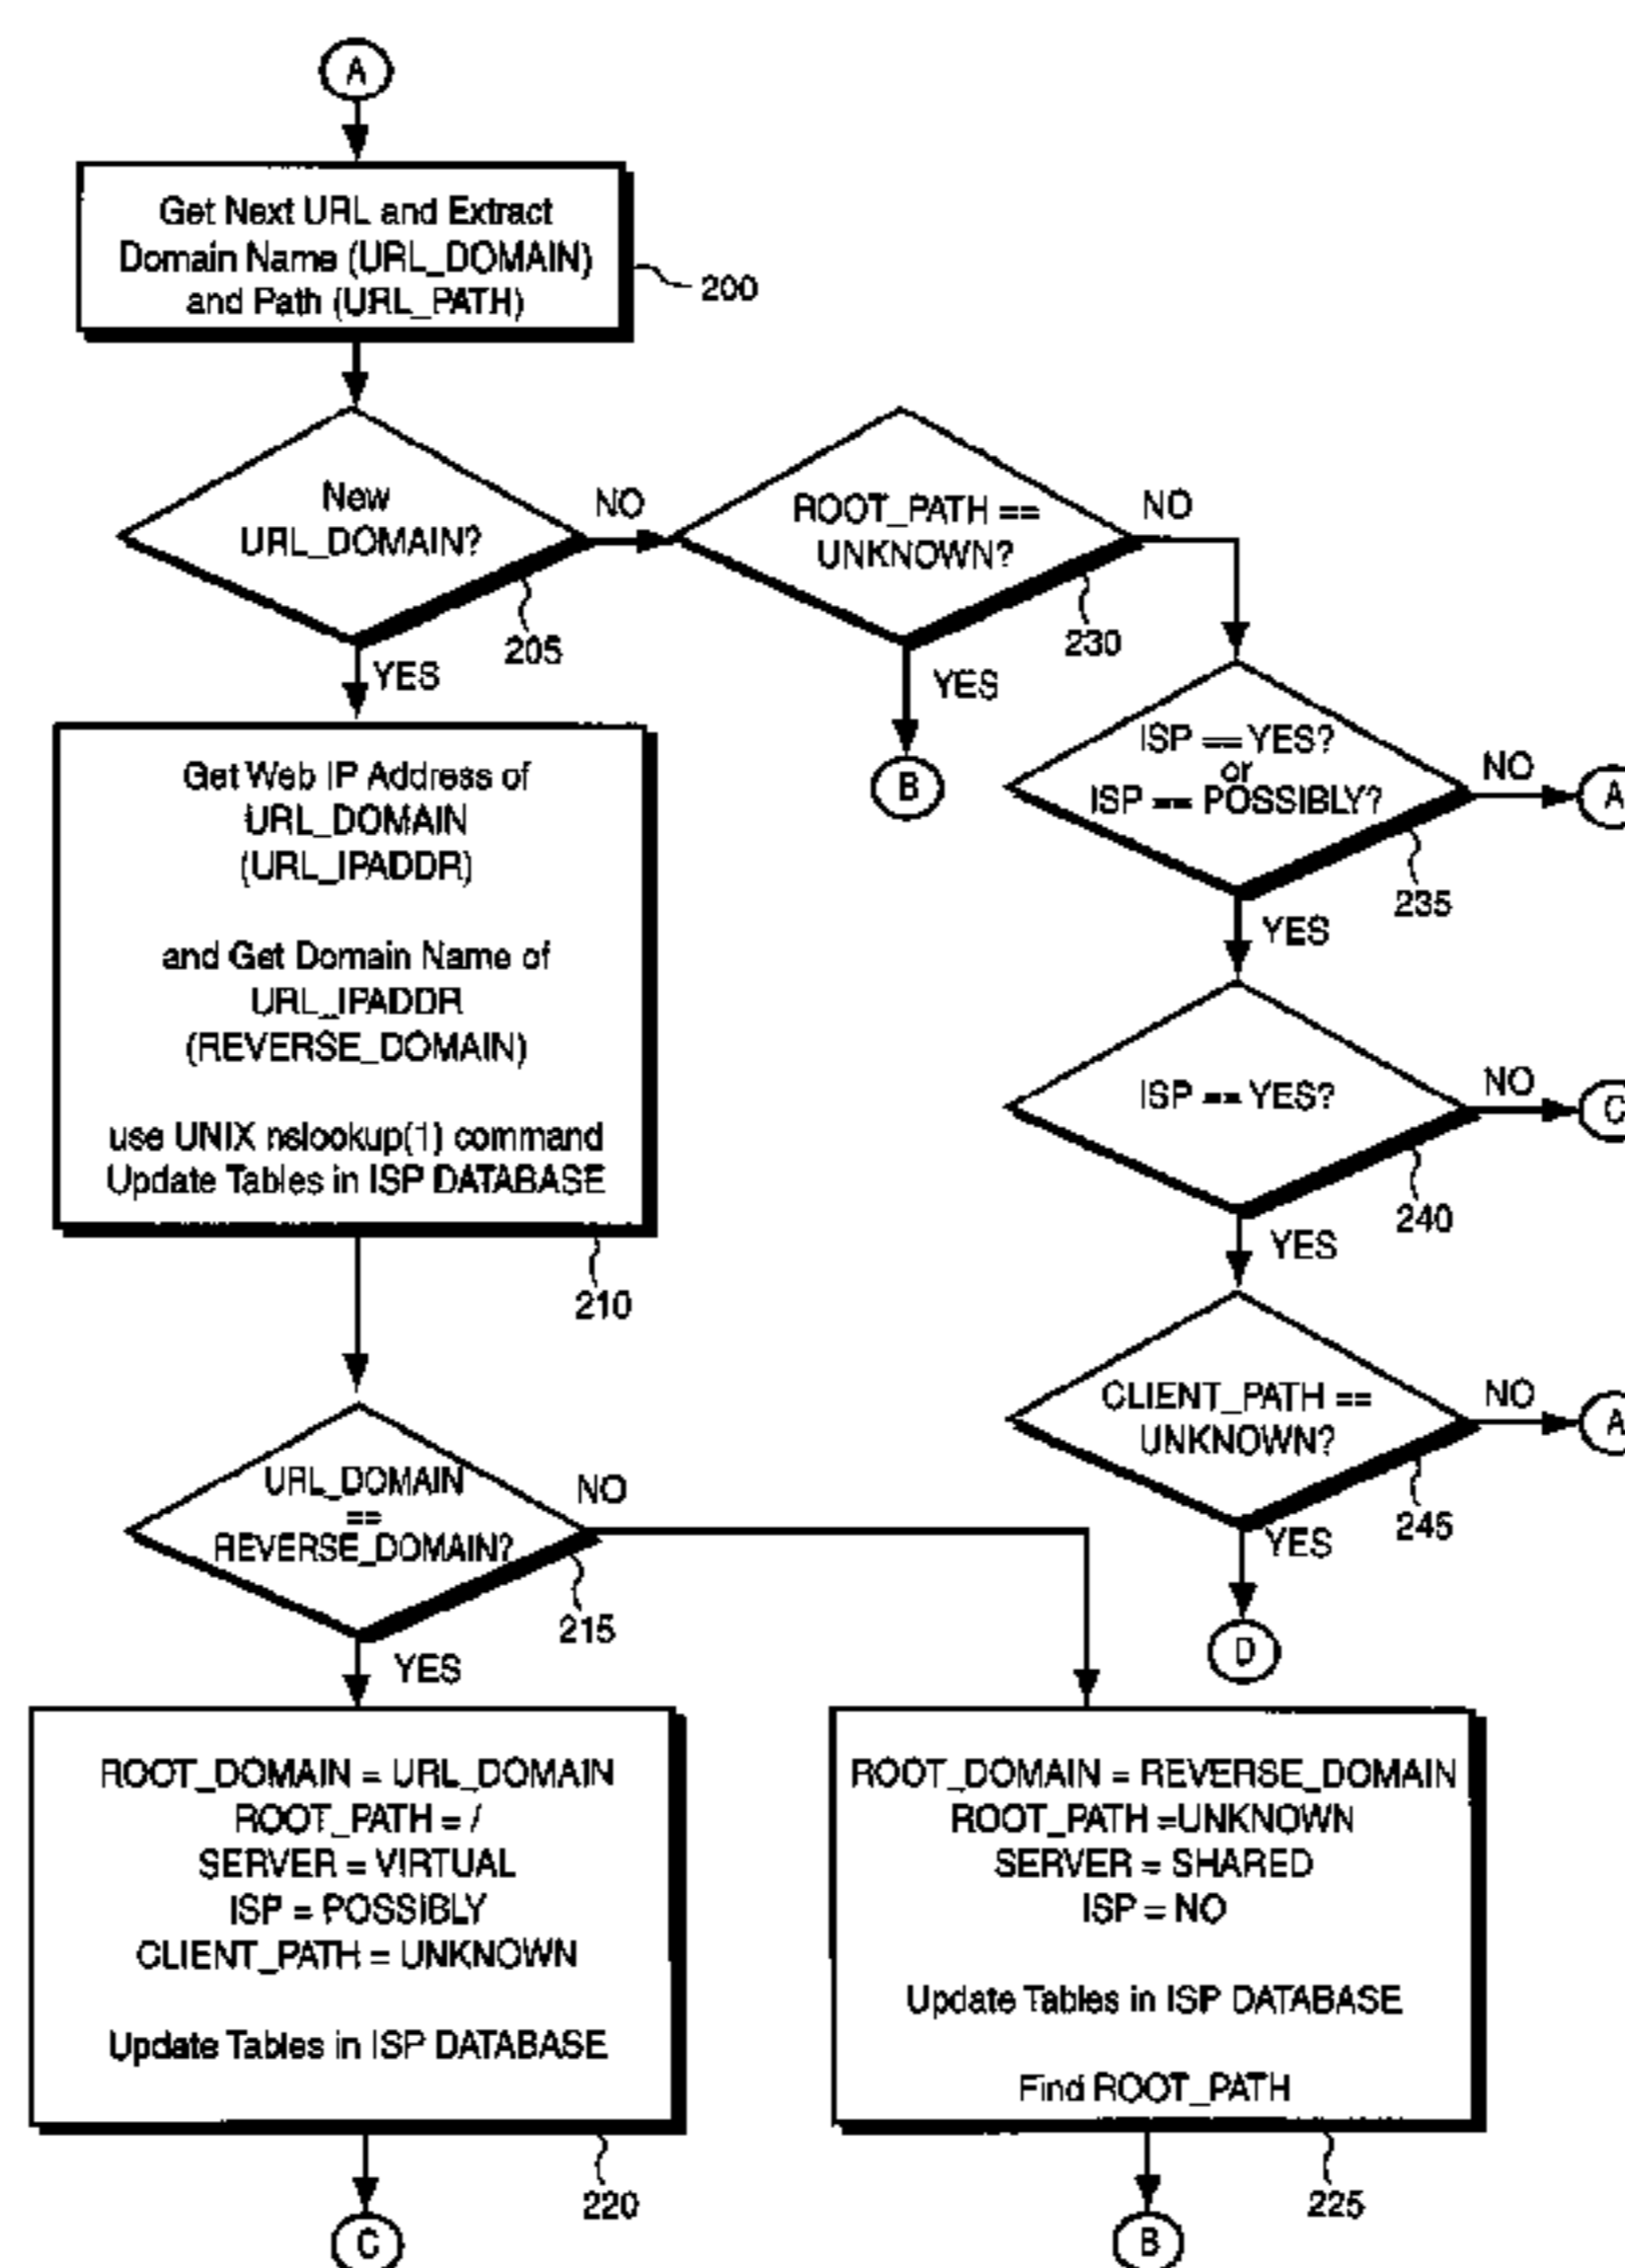 A
Get Next URL and Extract
Domain Name (URL_DOMAIN)
and Path (URL_PATH)
200
New
URL_DOMAIN?
NO
205
YES
ROOT_PATH ==
UNKNOWN?
NO
230
YES
B
ISP == YES?
or
ISP == POSSIBLY?
NO
A
235
YES
ISP == YES?
NO
C
240
YES
CLIENT_PATH ==
UNKNOWN?
NO
A
245
YES
D
Get Web IP Address of
URL_DOMAIN
(URL_IPADDR)
and Get Domain Name of
URL_IPADDR
(REVERSE_DOMAIN)
use UNIX nslookup(1) command
Update Tables in ISP DATABASE
210
URL_DOMAIN
==
REVERSE_DOMAIN?
NO
215
YES
ROOT_DOMAIN = URL_DOMAIN
ROOT_PATH = /
SERVER = VIRTUAL
ISP = POSSIBLY
CLIENT_PATH = UNKNOWN
Update Tables in ISP DATABASE
220
C
ROOT_DOMAIN = REVERSE_DOMAIN
ROOT_PATH =UNKNOWN
SERVER = SHARED
ISP = NO
Update Tables in ISP DATABASE
Find ROOT_PATH
225
B